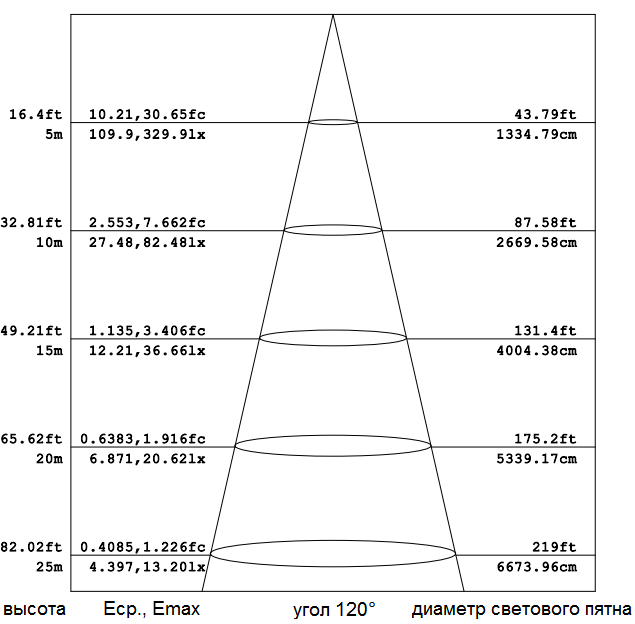 16.4ft 10.21,30.65fc 43.79ft
5m 109.9,329.9lx 1334.79cm
32.81ft 2.553,7.662fc 87.58ft
10m 27.48,82.48lx 2669.58cm
49.21ft 1.135,3.406fc 131.4ft
15m 12.21,36.66lx 4004.38cm
65.62ft 0.6383,1.916fc 175.2ft
20m 6.871,20.62lx 5339.17cm
82.02ft 0.4085,1.226fc 219ft
25m 4.397,13.20lx 6673.96cm
высота Еср., Emax угол 120° диаметр светового пятна